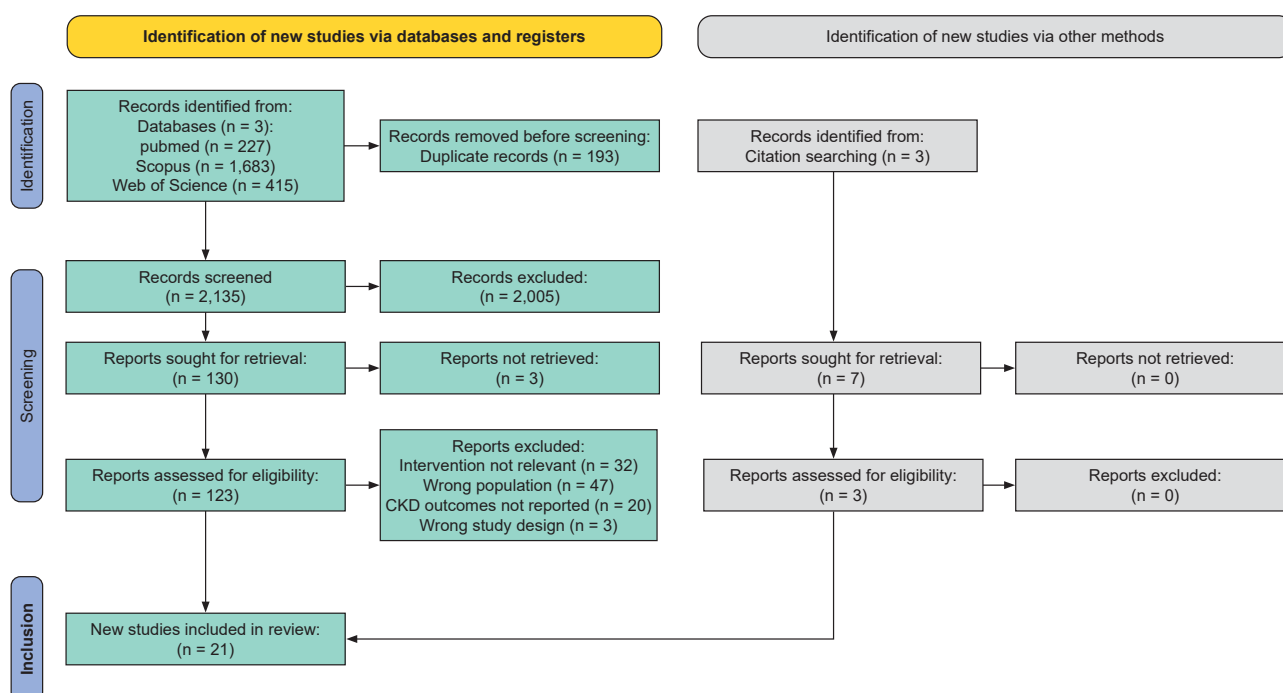 Identification of new studies via databases and registers
Identification of new studies via other methods
Identification
Records identified from:
Databases (n = 3):
pubmed (n = 227)
Scopus (n = 1,683)
Web of Science (n = 415)
Records removed before screening:
Duplicate records (n = 193)
Records identified from:
Citation searching (n = 3)
Screening
Records screened
(n = 2,135)
Records excluded:
(n = 2,005)
Reports sought for retrieval:
(n = 130)
Reports not retrieved:
(n = 3)
Reports sought for retrieval:
(n = 7)
Reports not retrieved:
(n = 0)
Reports assessed for eligibility:
(n = 123)
Reports excluded:
Intervention not relevant (n = 32)
Wrong population (n = 47)
CKD outcomes not reported (n = 20)
Wrong study design (n = 3)
Reports assessed for eligibility:
(n = 3)
Reports excluded:
(n = 0)
Inclusion
New studies included in review:
(n = 21)